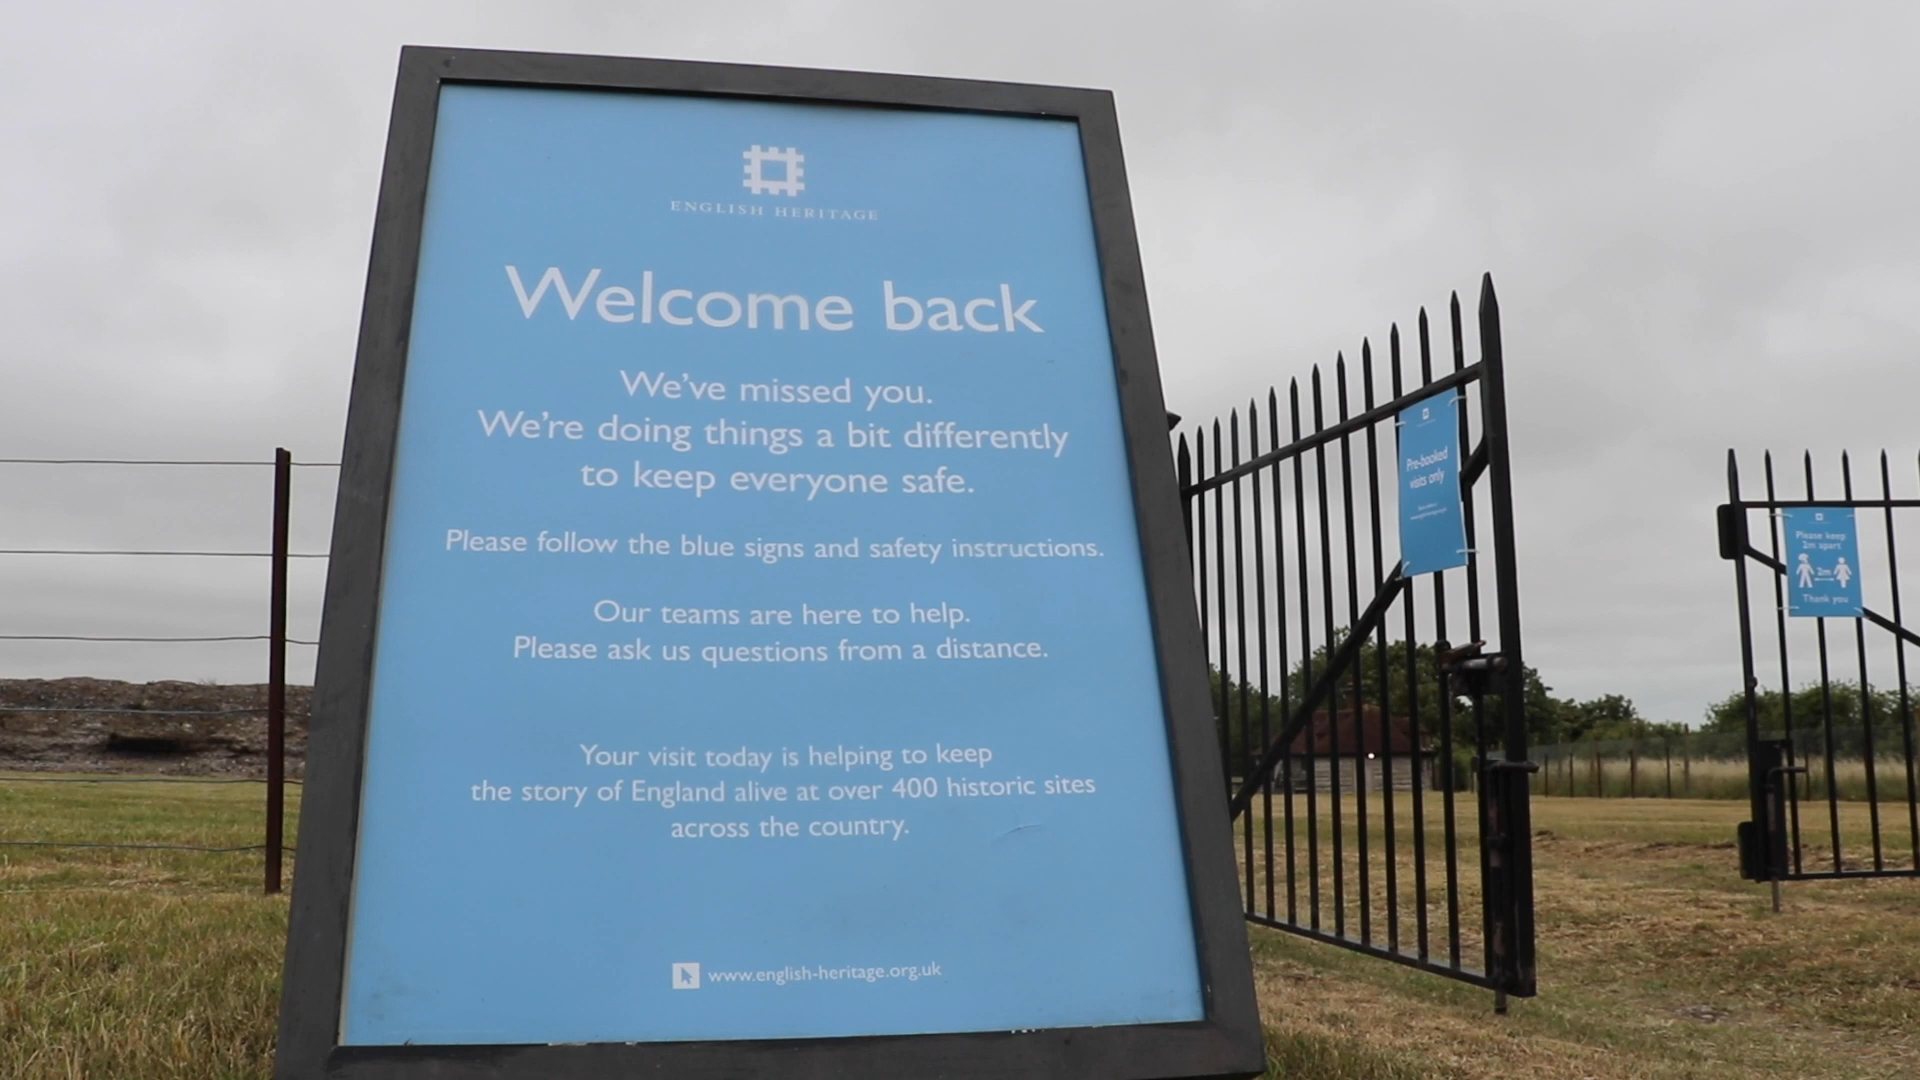 ENGLISH HERITAGE
Welcome back
We've missed you.
We're doing things a bit differently
to keep everyone safe.
Please follow the blue signs and safety instructions.
Our teams are here to help.
Please ask us questions from a distance.
Your visit today is helping to keep
the story of England alive at over 400 historic sites
across the country.
www.english-heritage.org.uk
Pre-booked
visits only
Please keep
2m apart
2m
Thank you